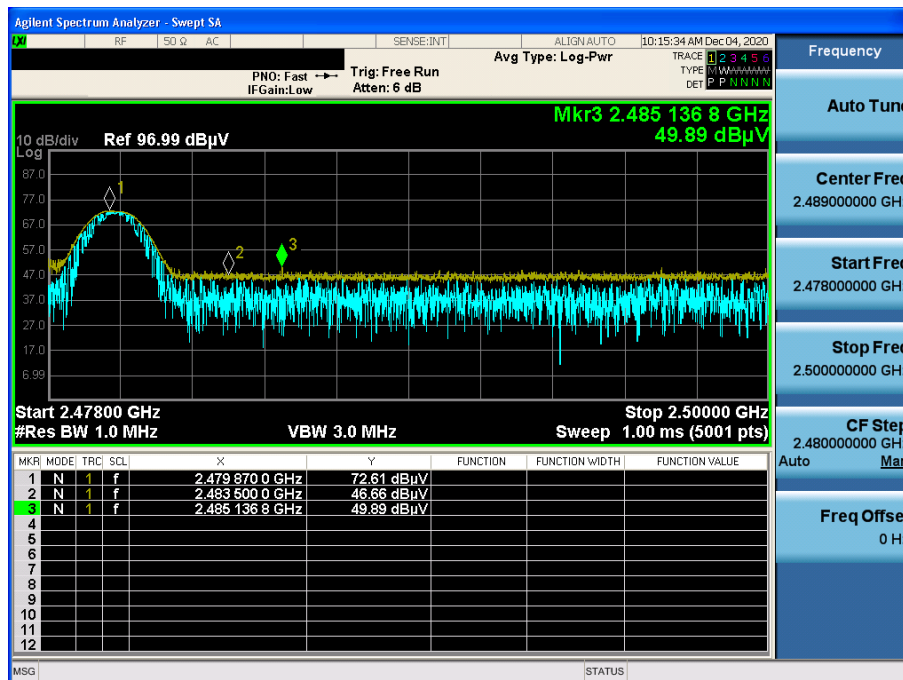 Agilent Spectrum Analyzer - Swept SA
LXI RF 50 Ω AC SENSE:INT ALIGN AUTO 10:15:34 AM Dec 04, 2020
Avg Type: Log-Pwr TRACE 1 2 3 4 5 6
PNO: Fast Trig: Free Run TYPE M WWWWW
IFGain:Low Atten: 6 dB DET P P N N N N
Mkr3 2.485 136 8 GHz
49.89 dBµV
10 dB/div Ref 96.99 dBµV
Log
87.0
77.0
67.0
57.0
47.0
37.0
27.0
17.0
6.99
1
2
3
Start 2.47800 GHz Stop 2.50000 GHz
#Res BW 1.0 MHz VBW 3.0 MHz Sweep 1.00 ms (5001 pts)
MKR MODE TRC SCL X Y FUNCTION FUNCTION WIDTH FUNCTION VALUE
1 N 1 f 2.479 870 0 GHz 72.61 dBµV
2 N 1 f 2.483 500 0 GHz 46.66 dBµV
3 N 1 f 2.485 136 8 GHz 49.89 dBµV
4
5
6
7
8
9
10
11
12
MSG STATUS
Frequency
Auto Tun
Center Fre
2.489000000 GH
Start Fre
2.478000000 GH
Stop Fre
2.500000000 GH
CF Ste
2.480000000 GH
Auto Ma
Freq Offse
0 H